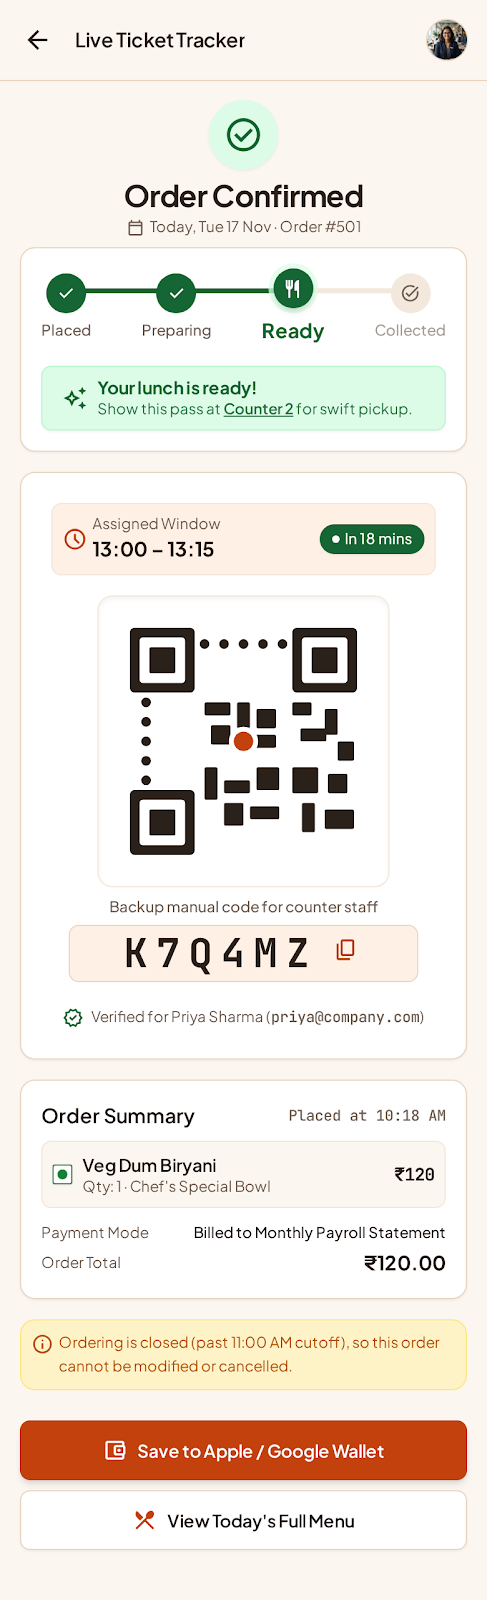 Live Ticket Tracker
Order Confirmed
Today, Tue 17 Nov · Order #501
Placed
Preparing
Ready
Collected
Your lunch is ready!
Show this pass at Counter 2 for swift pickup.
Assigned Window
13:00 – 13:15
In 18 mins
Backup manual code for counter staff
K7Q4MZ
Verified for Priya Sharma (priya@company.com)
Order Summary
Placed at 10:18 AM
Veg Dum Biryani
₹120
Qty: 1 · Chef's Special Bowl
Payment Mode
Billed to Monthly Payroll Statement
Order Total
₹120.00
Ordering is closed (past 11:00 AM cutoff), so this order
cannot be modified or cancelled.
Save to Apple / Google Wallet
View Today's Full Menu